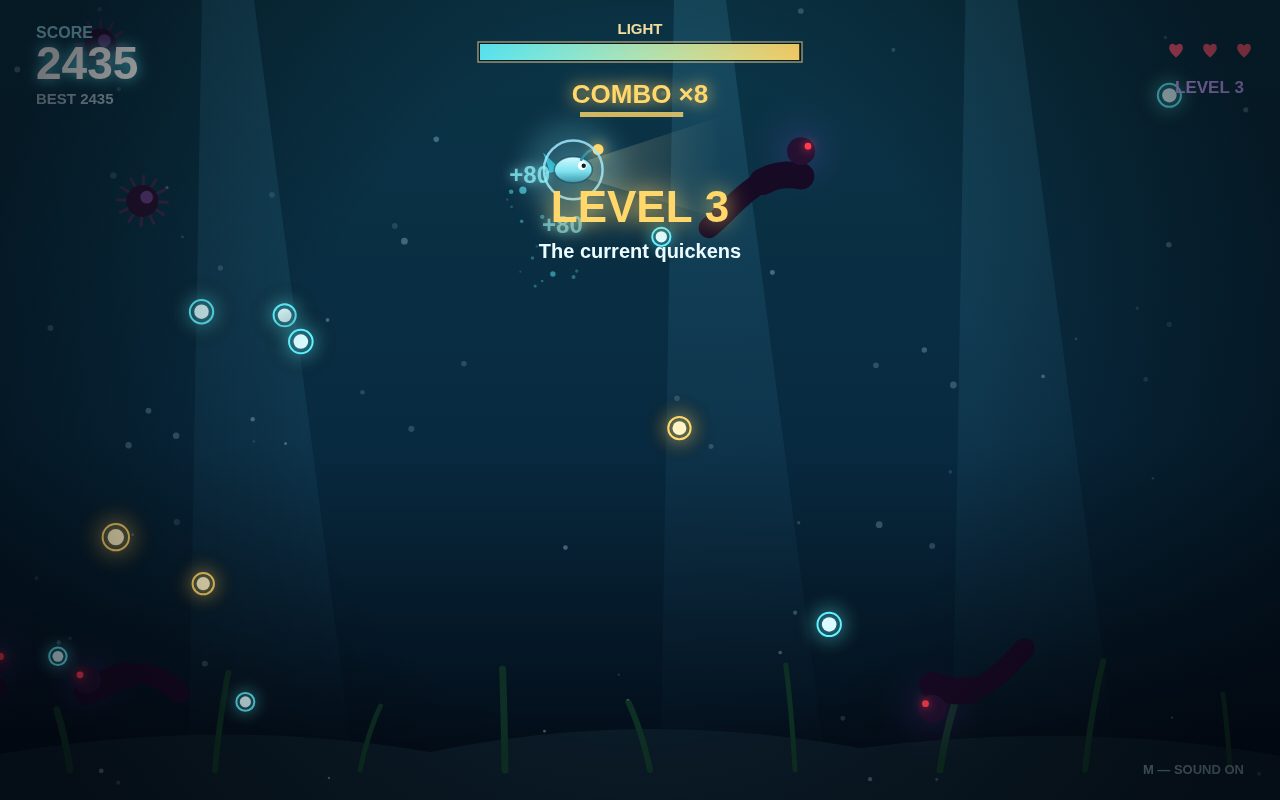 SCORE
2435
BEST 2435
LIGHT
COMBO ×8
LEVEL 3
+80
LEVEL 3
+80
The current quickens
M — SOUND ON